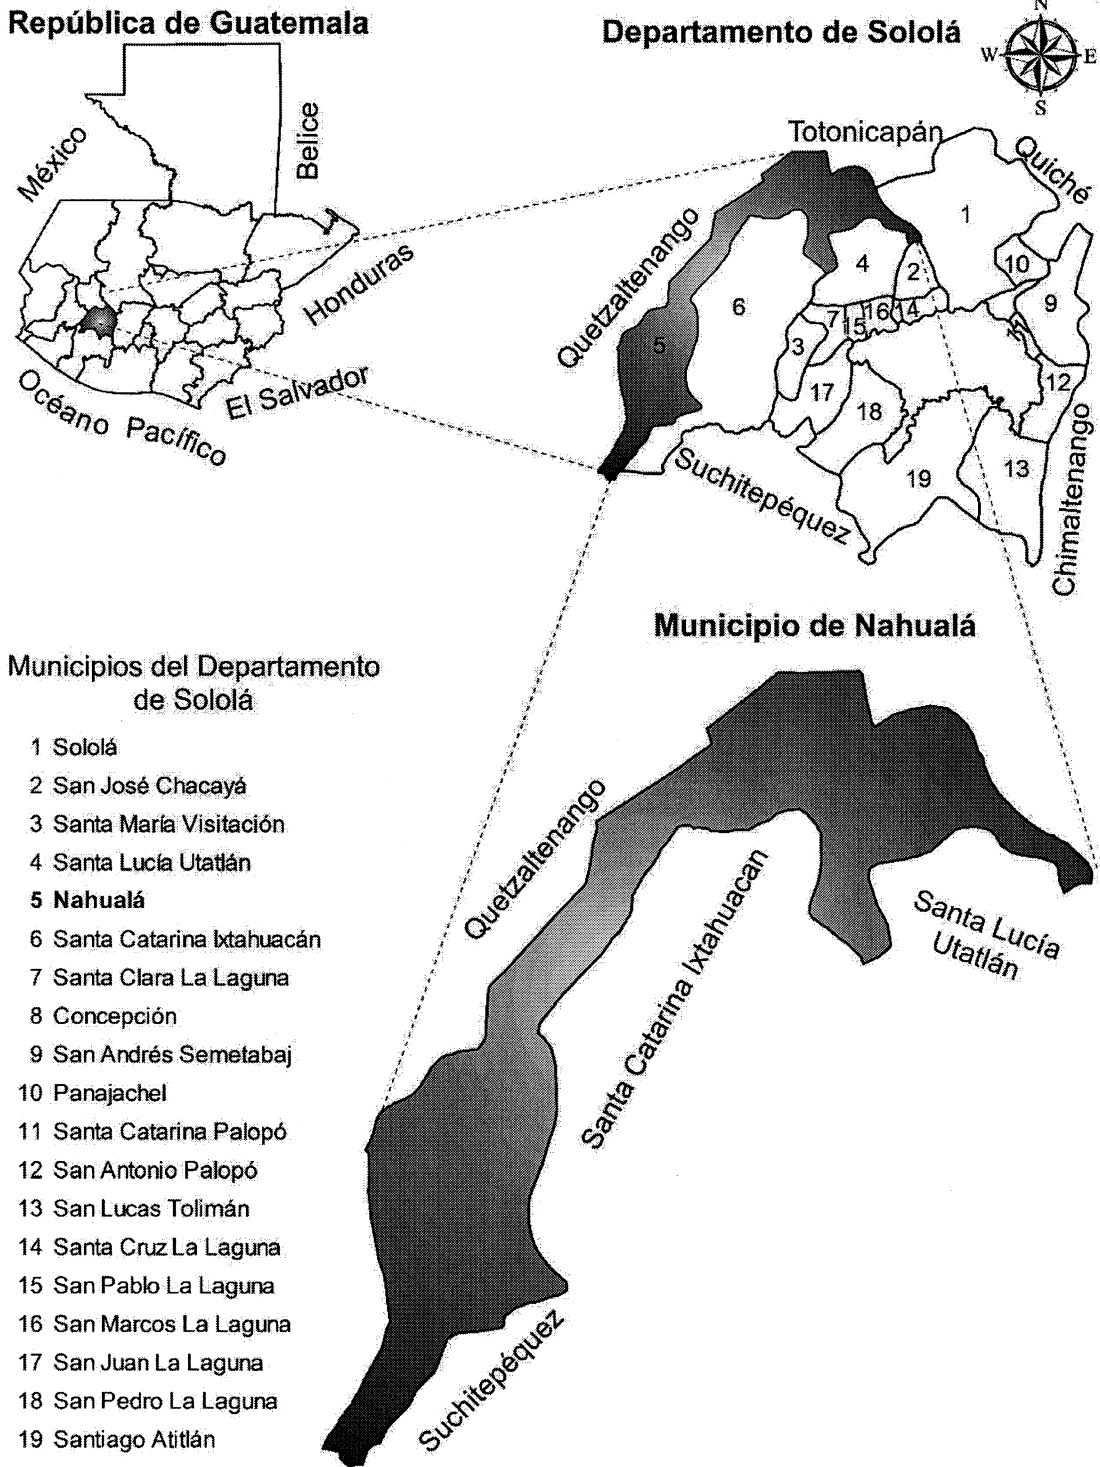 República de Guatemala
México
Belice
Honduras
El Salvador
Océano Pacífico
Departamento de Sololá
N
W
E
S
Totonicapán
Quiché
Quetzaltenango
Suchitepéquez
Chimaltenango
1
4
2
10
9
6
7
16
14
15
11
5
3
17
12
18
19
13
Municipio de Nahualá
Quetzaltenango
Santa Catarina Ixtahuacan
Santa Lucía
Utatlán
Suchitepéquez
Municipios del Departamento
de Sololá
1 Sololá
2 San José Chacayá
3 Santa María Visitación
4 Santa Lucía Utatlán
5 Nahualá
6 Santa Catarina Ixtahuacán
7 Santa Clara La Laguna
8 Concepción
9 San Andrés Semetabaj
10 Panajachel
11 Santa Catarina Palopó
12 San Antonio Palopó
13 San Lucas Tolimán
14 Santa Cruz La Laguna
15 San Pablo La Laguna
16 San Marcos La Laguna
17 San Juan La Laguna
18 San Pedro La Laguna
19 Santiago Atitlán